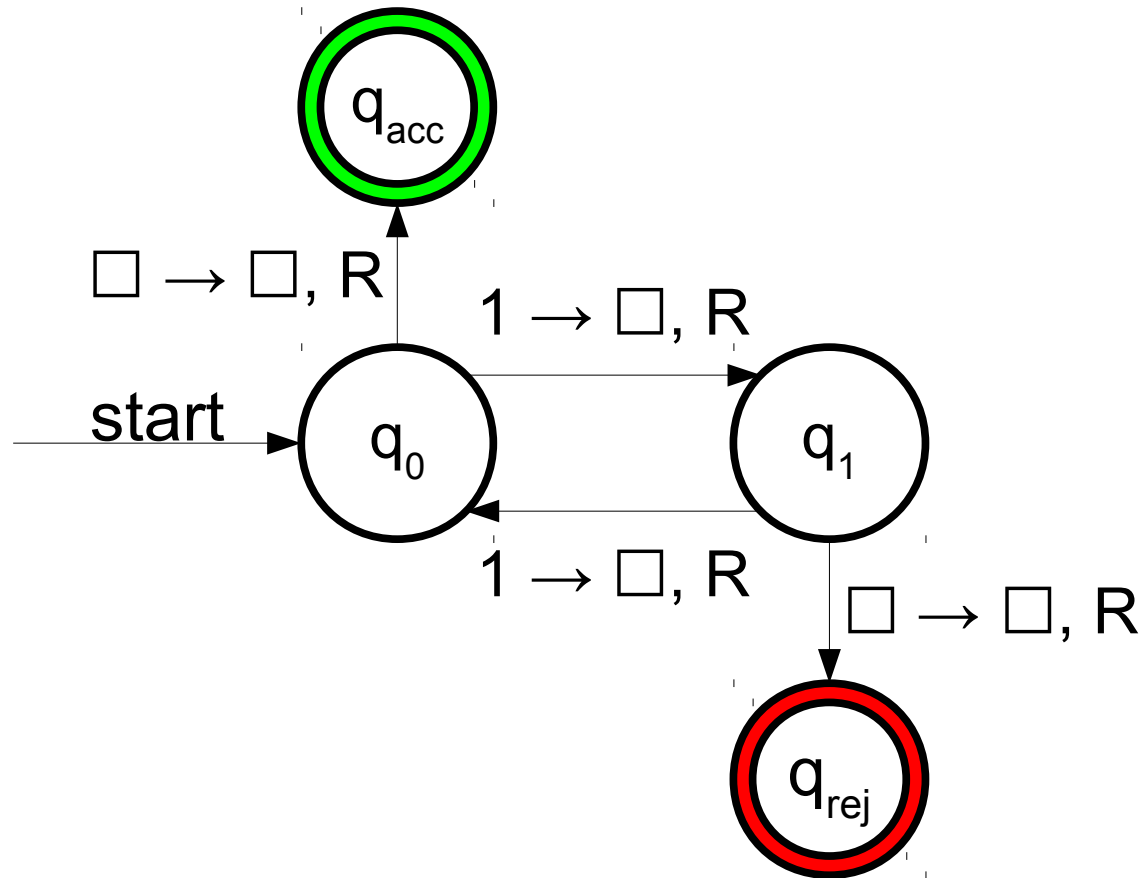 q_acc
□ → □, R
1 → □, R
start
q_0
q_1
1 → □, R
□ → □, R
q_rej